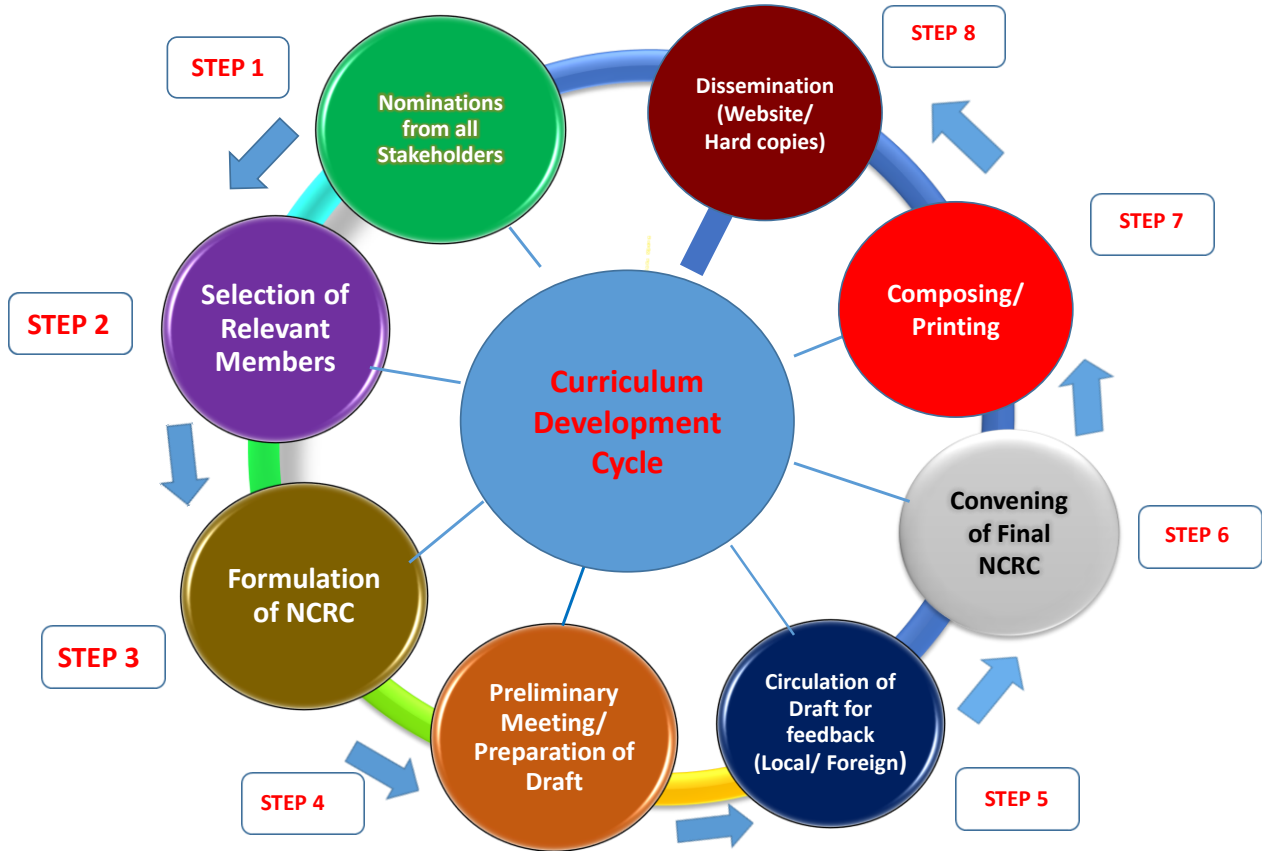 STEP 1
Nominations
from all
Stakeholders
STEP 2
Selection of
Relevant
Members
STEP 3
Formulation
of NCRC
STEP 4
Preliminary
Meeting/
Preparation of
Draft
STEP 5
Circulation of
Draft for
feedback
(Local/ Foreign)
STEP 6
Convening
of Final
NCRC
STEP 7
Composing/
Printing
STEP 8
Dissemination
(Website/
Hard copies)
Curriculum
Development
Cycle